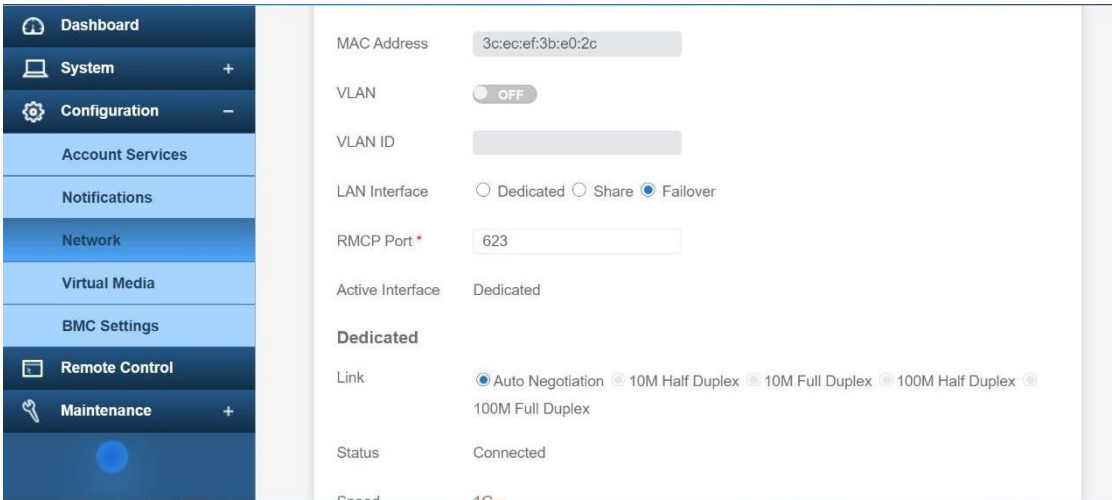 Dashboard
System +
Configuration −
Account Services
Notifications
Network
Virtual Media
BMC Settings
Remote Control
Maintenance +
MAC Address 3c:ec:ef:3b:e0:2c
VLAN OFF
VLAN ID
LAN Interface Dedicated Share Failover
RMCP Port * 623
Active Interface Dedicated
Dedicated
Link Auto Negotiation 10M Half Duplex 10M Full Duplex 100M Half Duplex
100M Full Duplex
Status Connected
Speed 1G